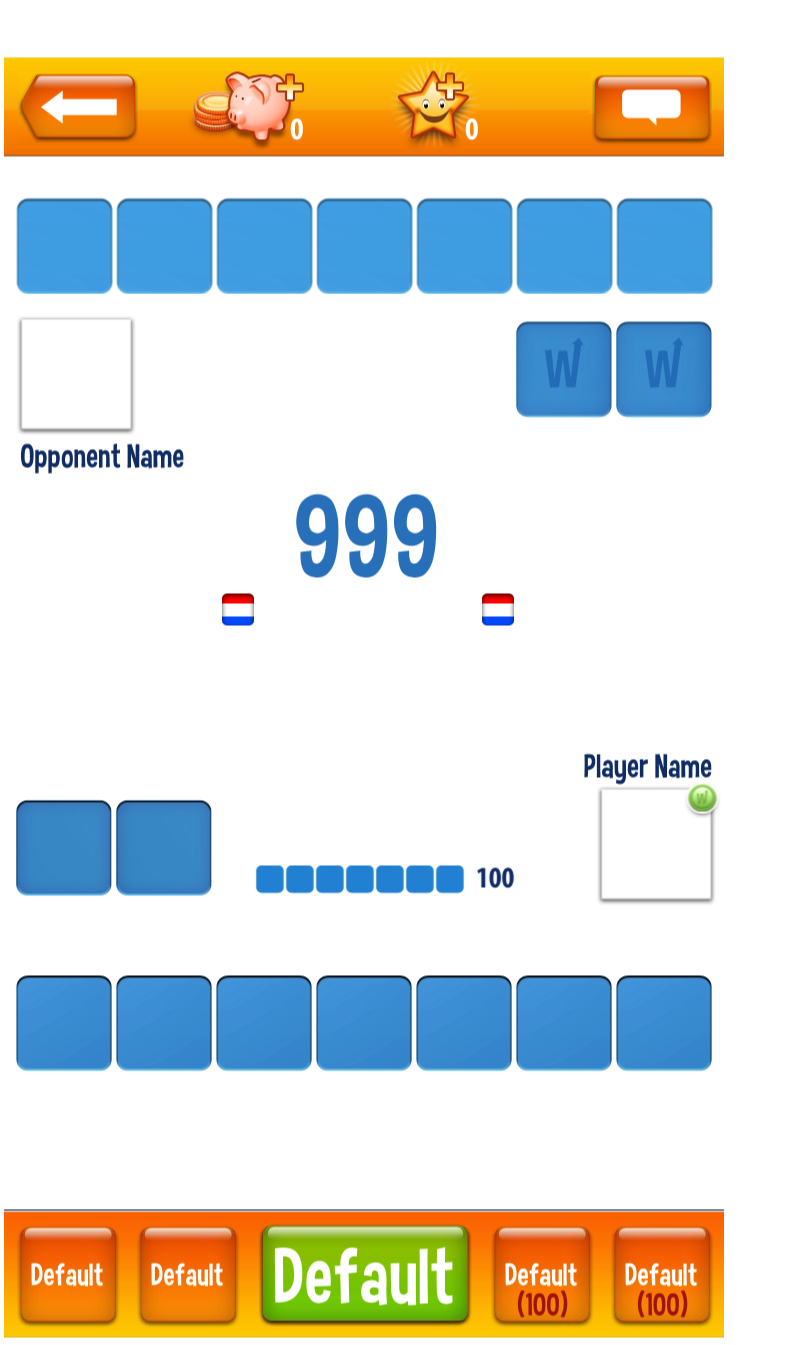 0
0
W W
Opponent Name
999
Player Name
W
100
Default
Default
Default
Default
(100)
Default
(100)